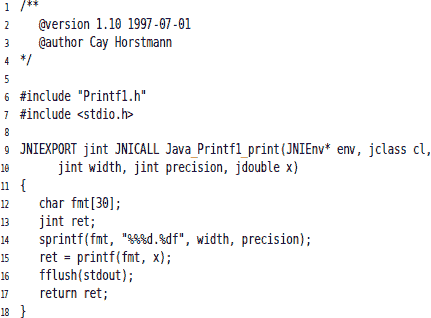 1 /**
2    @version 1.10 1997-07-01
3    @author Cay Horstmann
4 */
5
6 #include "Printf1.h"
7 #include <stdio.h>
8
9 JNIEXPORT jint JNICALL Java_Printf1_print(JNIEnv* env, jclass cl,
10       jint width, jint precision, jdouble x)
11 {
12    char fmt[30];
13    jint ret;
14    sprintf(fmt, "%%%d.%df", width, precision);
15    ret = printf(fmt, x);
16    fflush(stdout);
17    return ret;
18 }